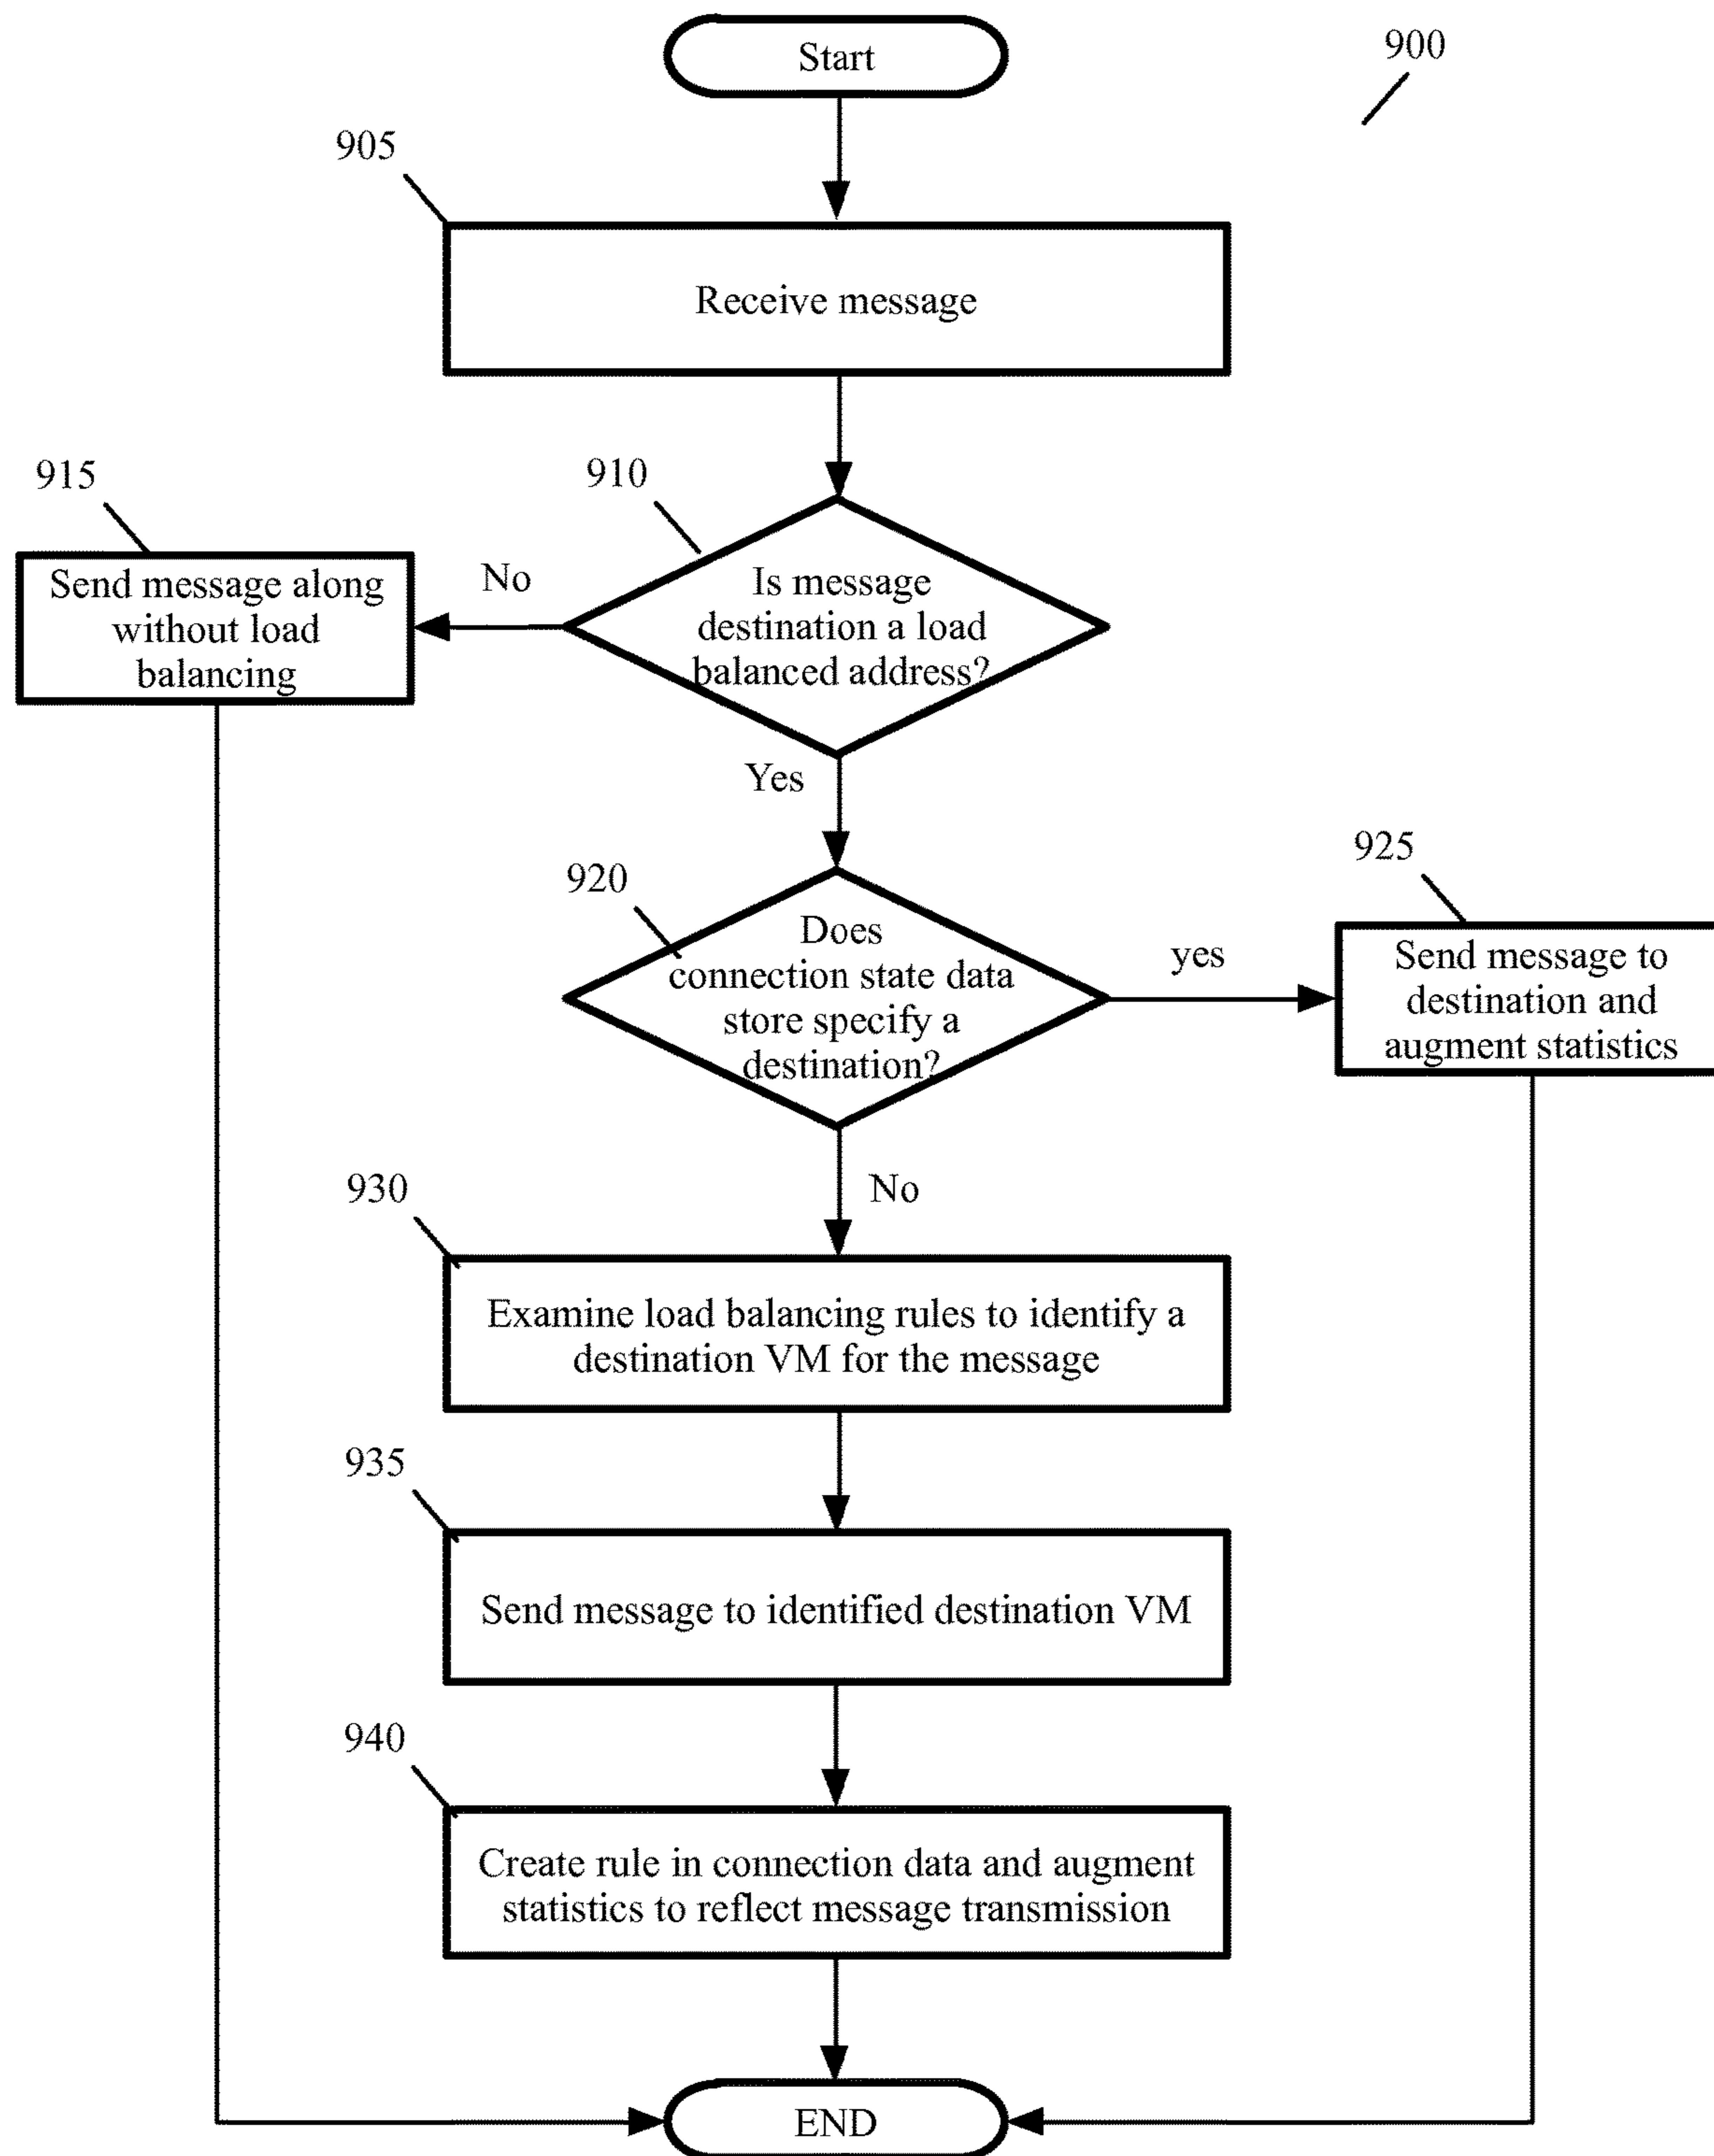 Start
900
905
Receive message
915
910
Send message along
without load
balancing
No
Is message
destination a load
balanced address?
Yes
920
925
Does
connection state data
store specify a
destination?
yes
Send message to
destination and
augment statistics
No
930
Examine load balancing rules to identify a
destination VM for the message
935
Send message to identified destination VM
940
Create rule in connection data and augment
statistics to reflect message transmission
END